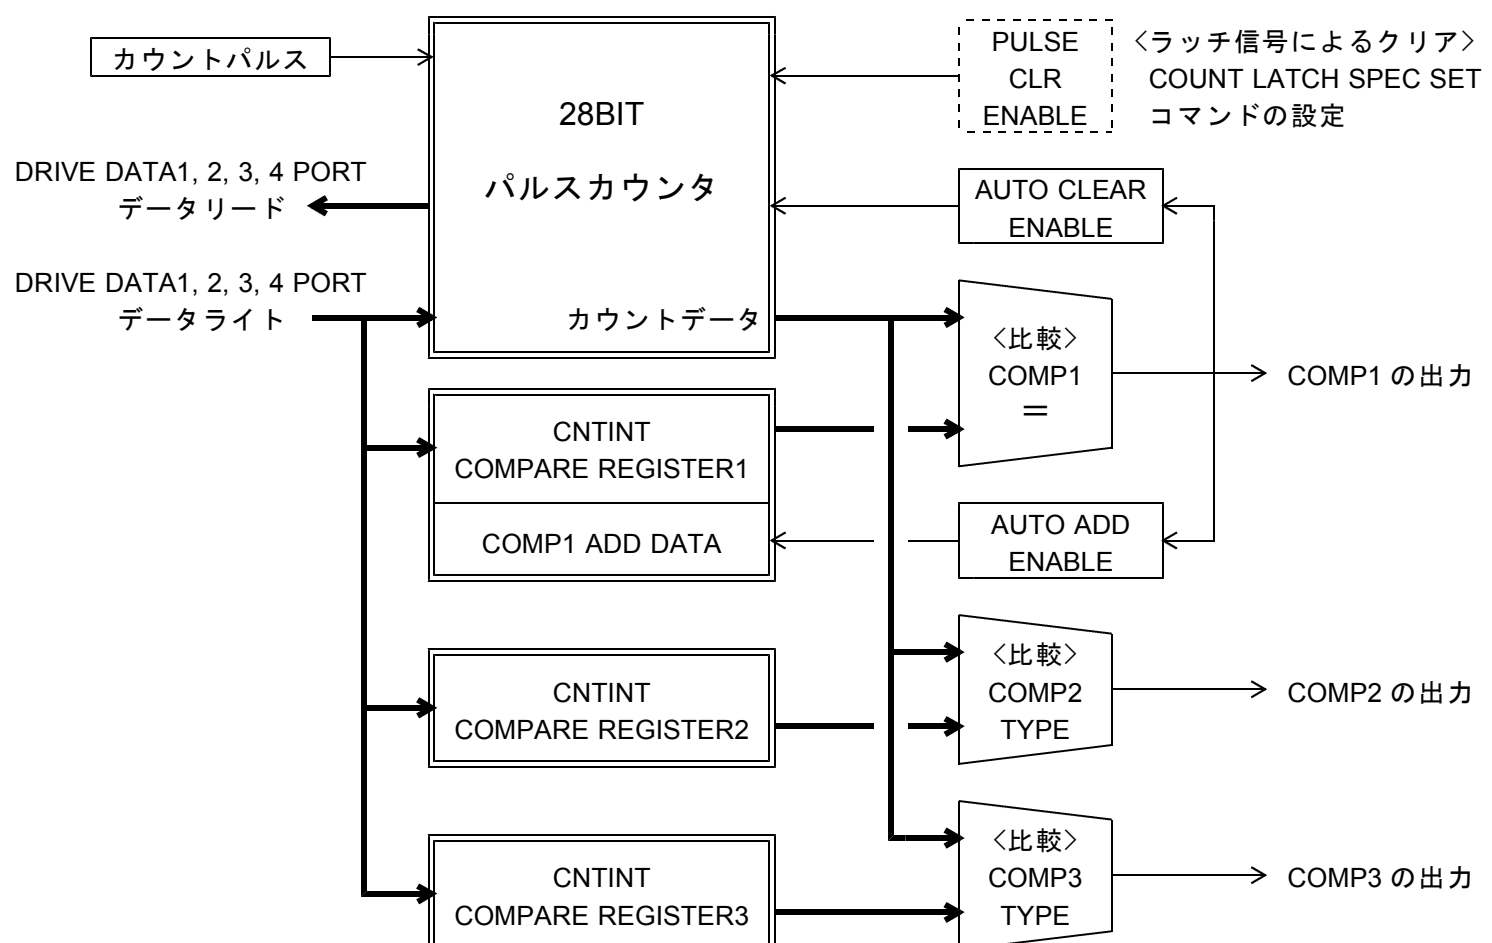 カウントパルス
28BIT
パルスカウンタ
PULSE
CLR
ENABLE
〈ラッチ信号によるクリア〉
COUNT LATCH SPEC SET
コマンドの設定
DRIVE DATA1, 2, 3, 4 PORT
データリード
AUTO CLEAR
ENABLE
DRIVE DATA1, 2, 3, 4 PORT
データライト
カウントデータ
〈比較〉
COMP1
＝
COMP1 の出力
CNTINT
COMPARE REGISTER1
COMP1 ADD DATA
AUTO ADD
ENABLE
CNTINT
COMPARE REGISTER2
〈比較〉
COMP2
TYPE
COMP2 の出力
CNTINT
COMPARE REGISTER3
〈比較〉
COMP3
TYPE
COMP3 の出力